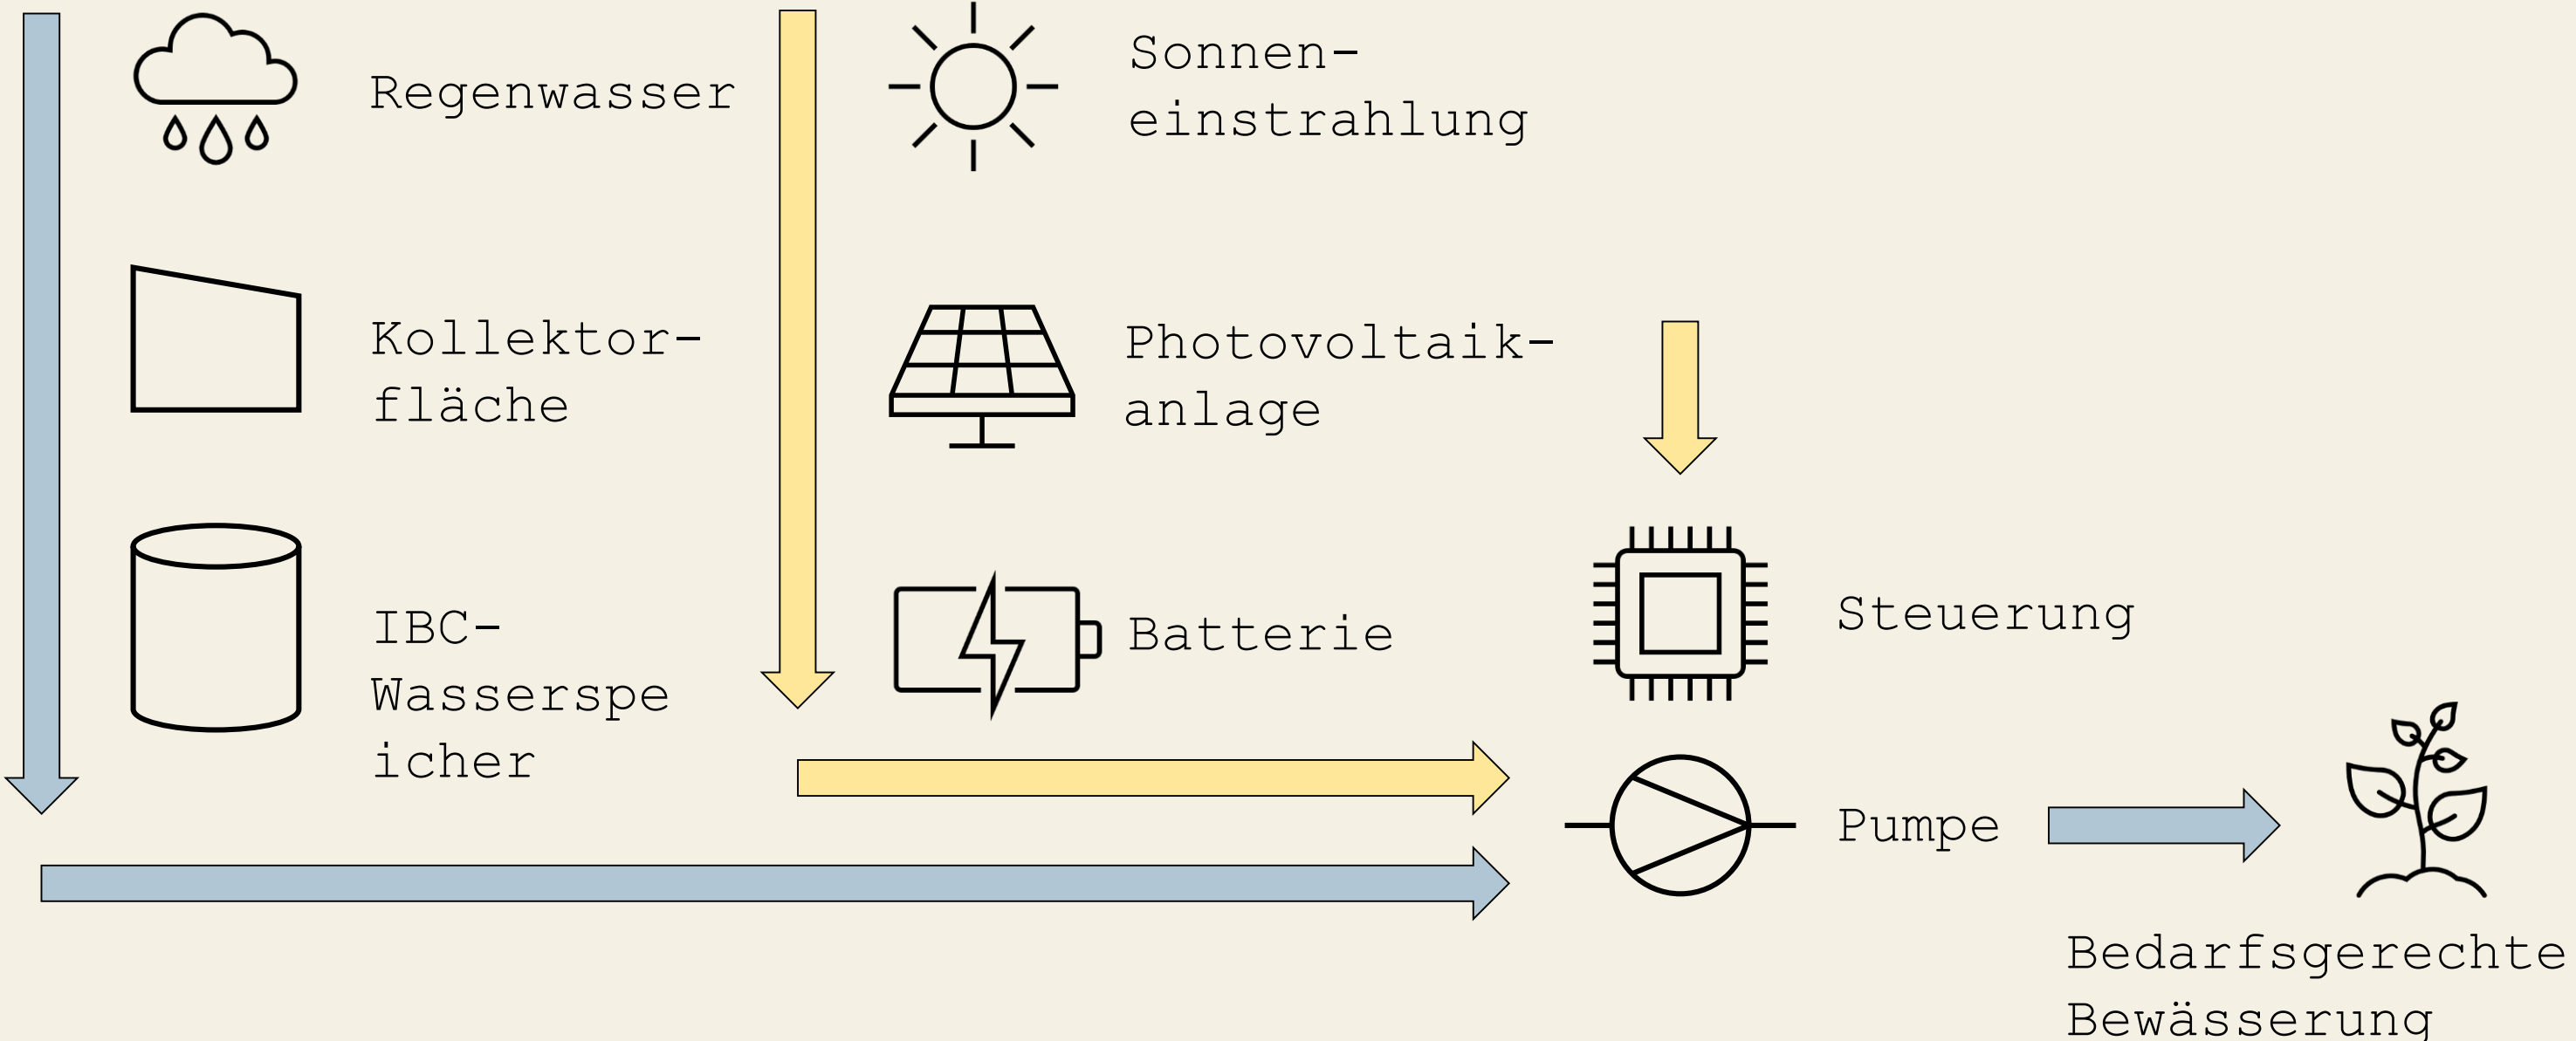 Regenwasser
Sonnen-
einstrahlung
Kollektor-
fläche
Photovoltaik-
anlage
IBC-
Wasserspe
icher
Batterie
Steuerung
Pumpe
Bedarfsgerechte
Bewässerung